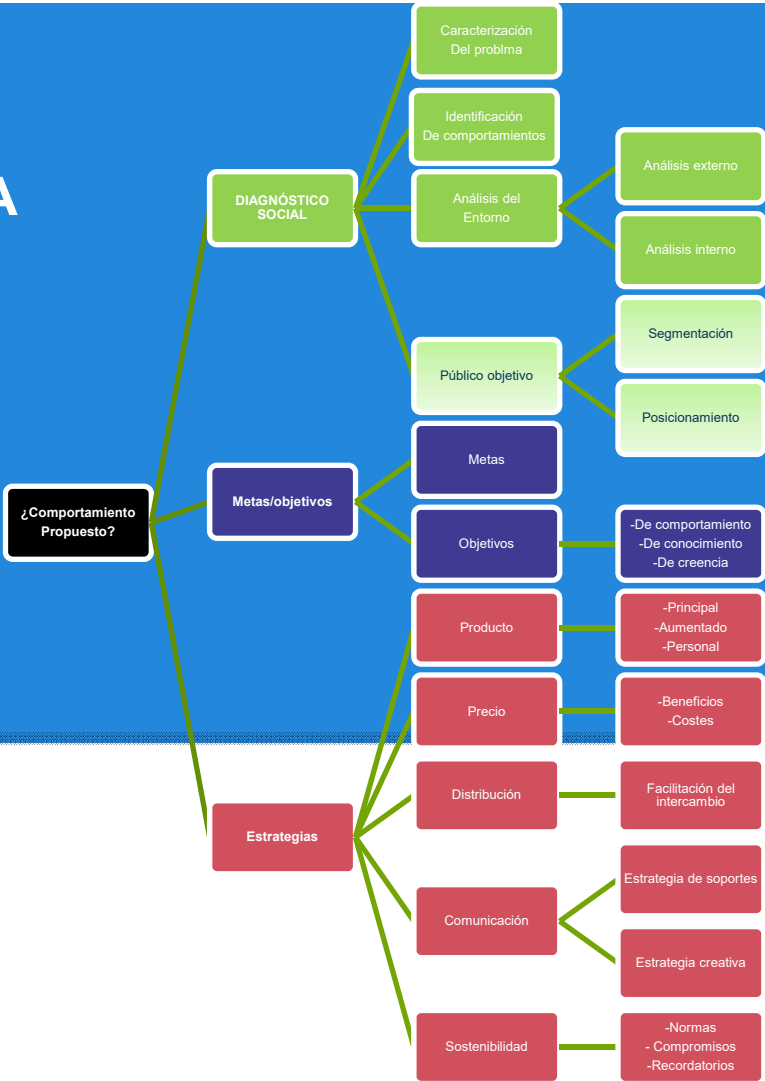 A
¿Comportamiento
Propuesto?
DIAGNÓSTICO
SOCIAL
Caracterización
Del problma
Identificación
De comportamientos
Análisis del
Entorno
Análisis externo
Análisis interno
Público objetivo
Segmentación
Posicionamiento
Metas/objetivos
Metas
Objetivos
-De comportamiento
-De conocimiento
-De creencia
Estrategias
Producto
-Principal
-Aumentado
-Personal
Precio
-Beneficios
-Costes
Distribución
Facilitación del
intercambio
Comunicación
Estrategia de soportes
Estrategia creativa
Sostenibilidad
-Normas
- Compromisos
-Recordatorios